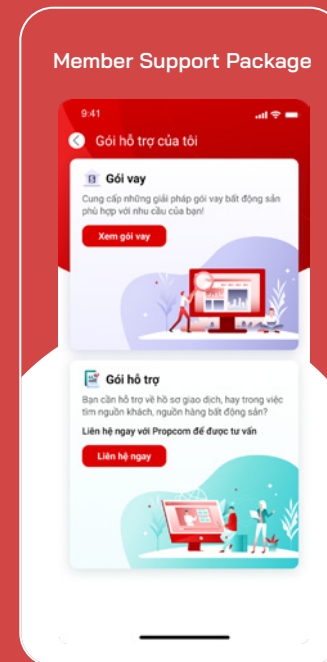 Member Support Package
9:41
Gói hỗ trợ của tôi
Gói vay
Cung cấp những giải pháp gói vay bất động sản
phù hợp với nhu cầu của bạn!
Xem gói vay
Gói hỗ trợ
Bạn cần hỗ trợ về hồ sơ giao dịch, hay trong việc
tìm nguồn khách, nguồn hàng bất động sản?
Liên hệ ngay với Propcom để được tư vấn
Liên hệ ngay